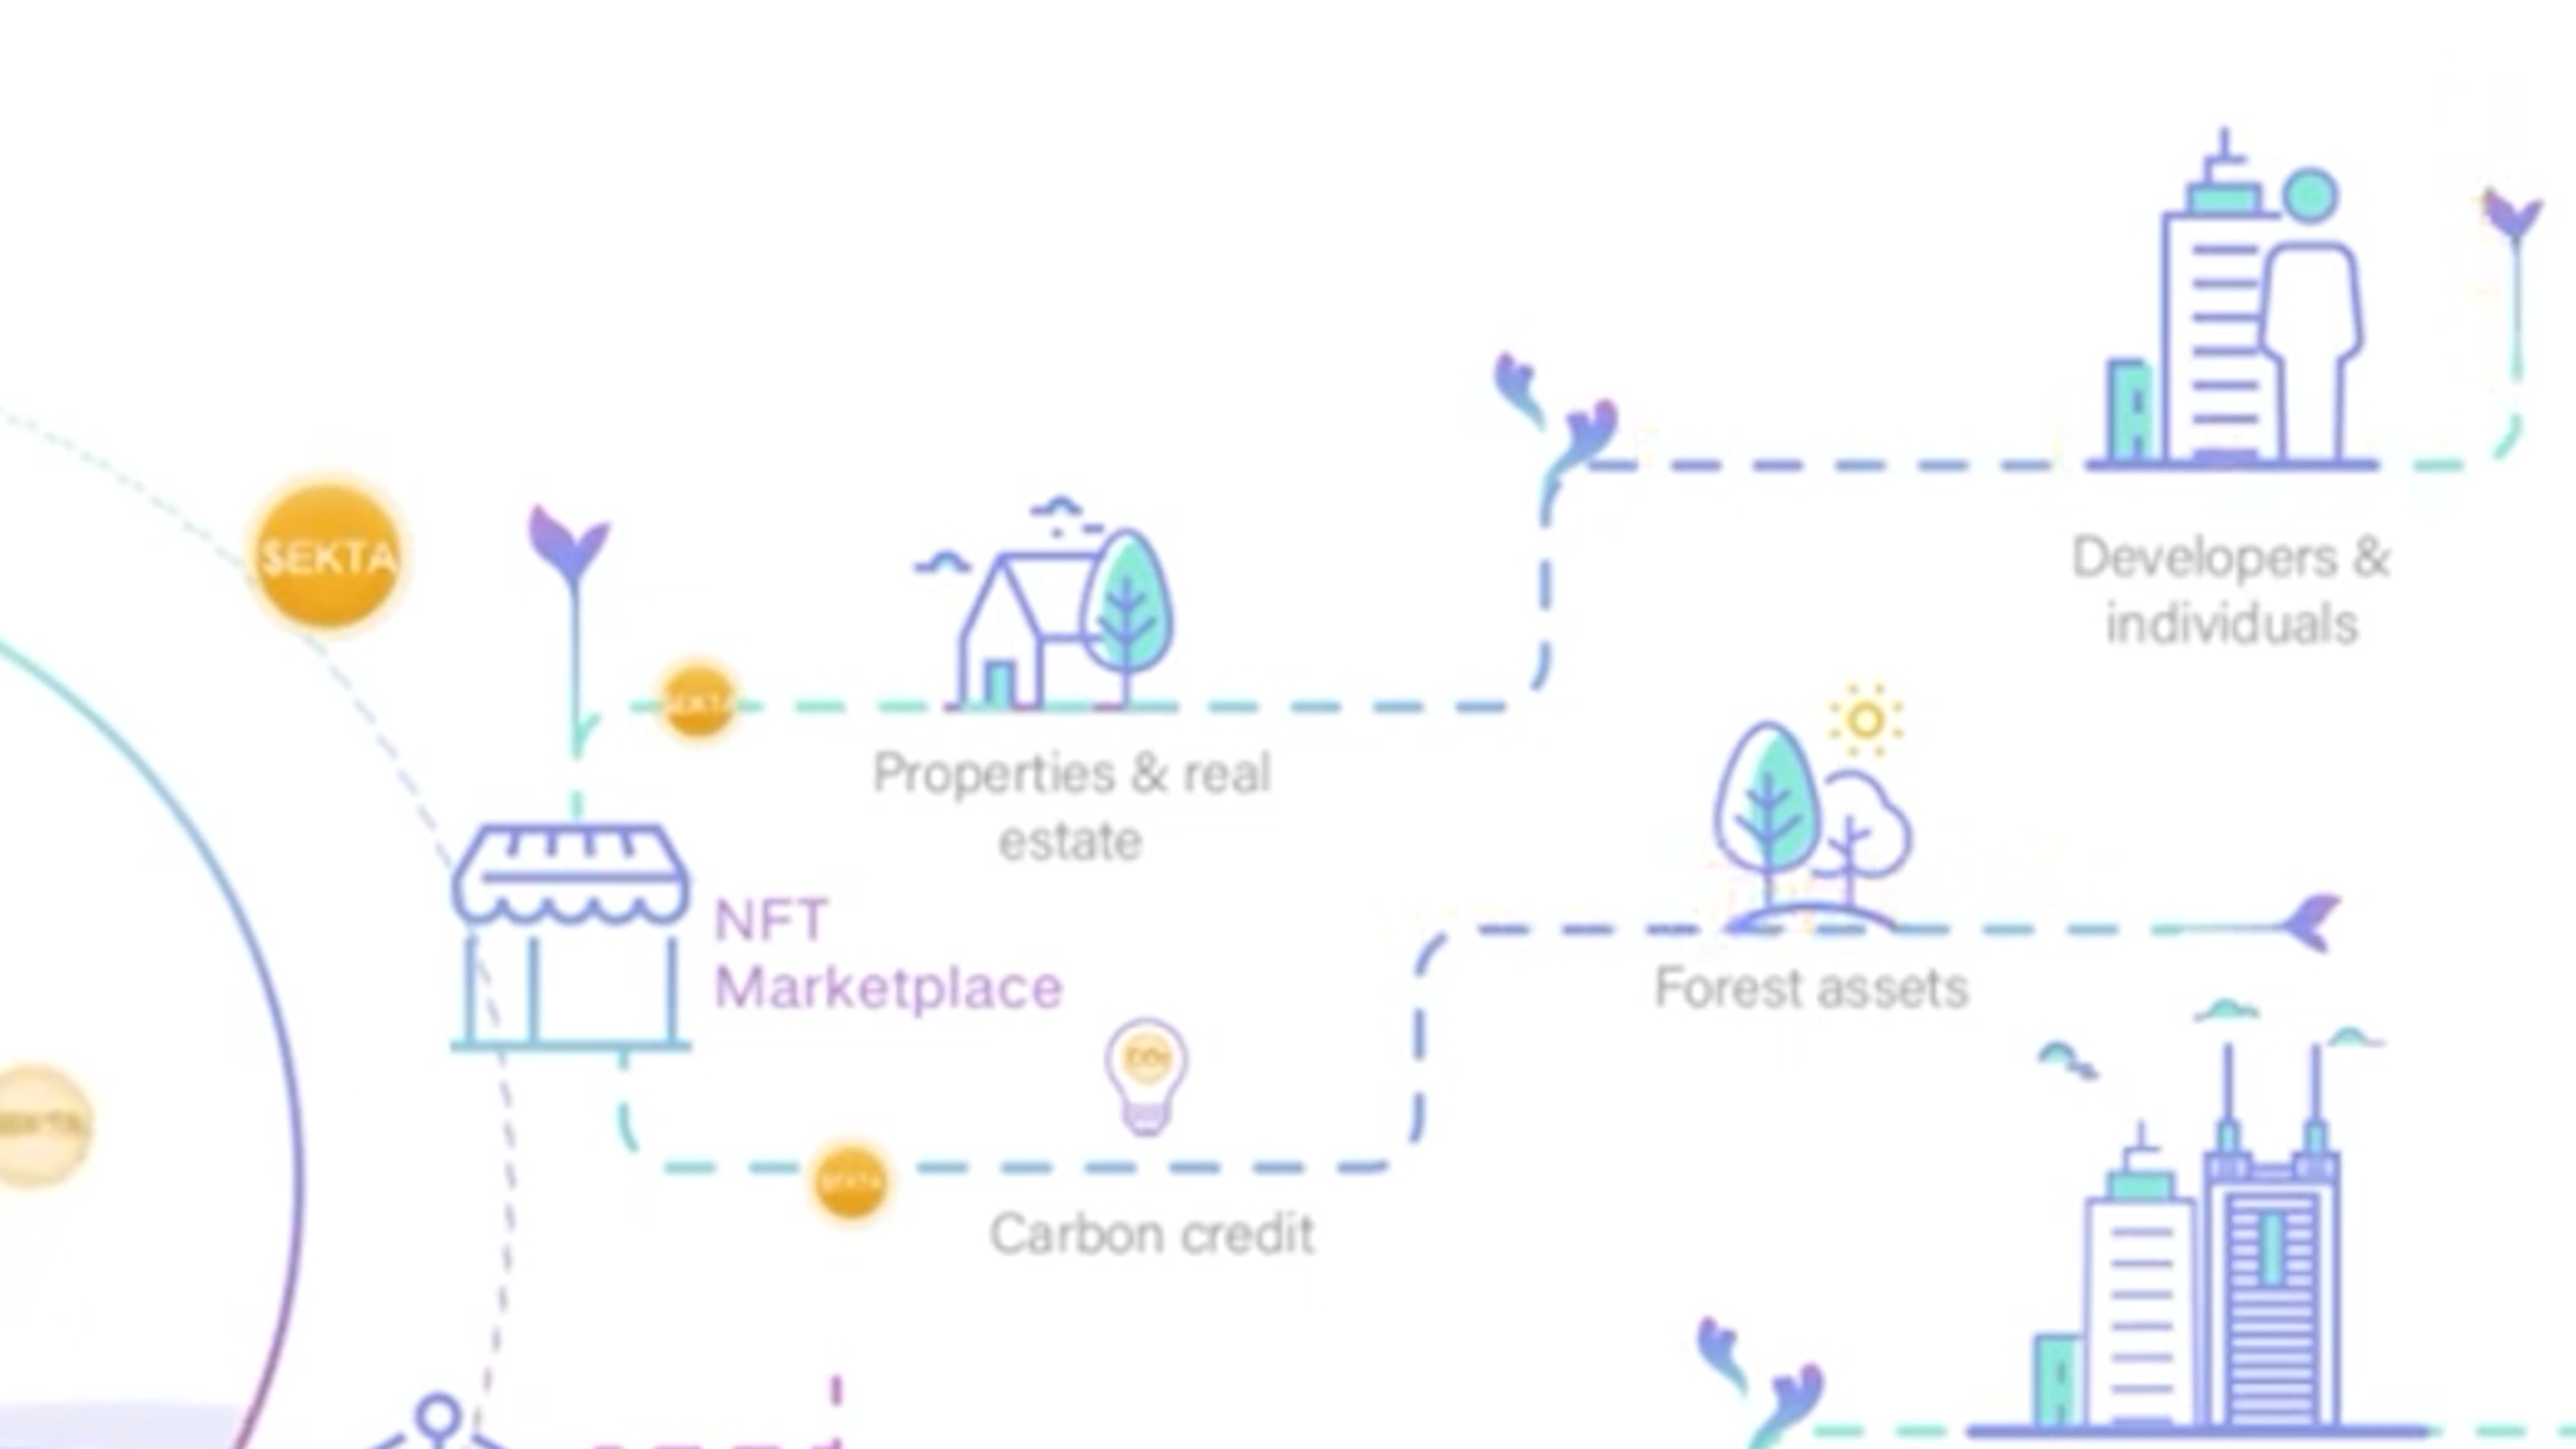 Developers &
individuals
$EKTA
Properties & real
estate
NFT
Marketplace
Forest assets
Carbon credit